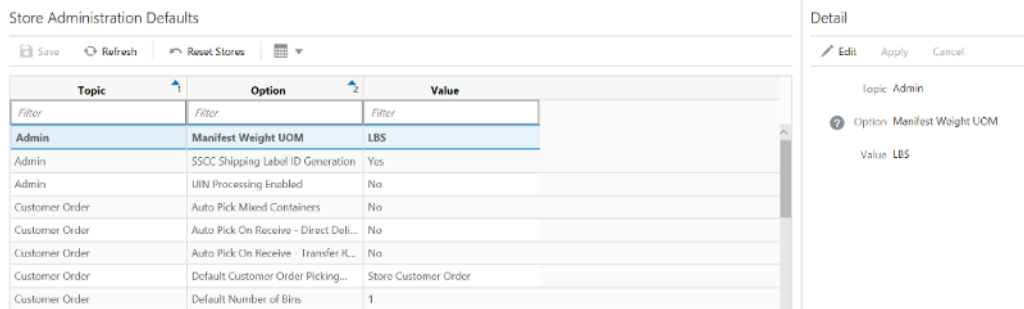 Store Administration Defaults
Save Refresh Reset Stores
Topic 1 Option 2 Value
Filter Filter Filter
Admin Manifest Weight UOM LBS
Admin SSCC Shipping Label ID Generation Yes
Admin UIN Processing Enabled No
Customer Order Auto Pick Mixed Containers No
Customer Order Auto Pick On Receive - Direct Deli... No
Customer Order Auto Pick On Receive - Transfer R... No
Customer Order Default Customer Order Picking... Store Customer Order
Customer Order Default Number of Bins 1
Detail
Edit Apply Cancel
Topic Admin
? Option Manifest Weight UOM
Value LBS